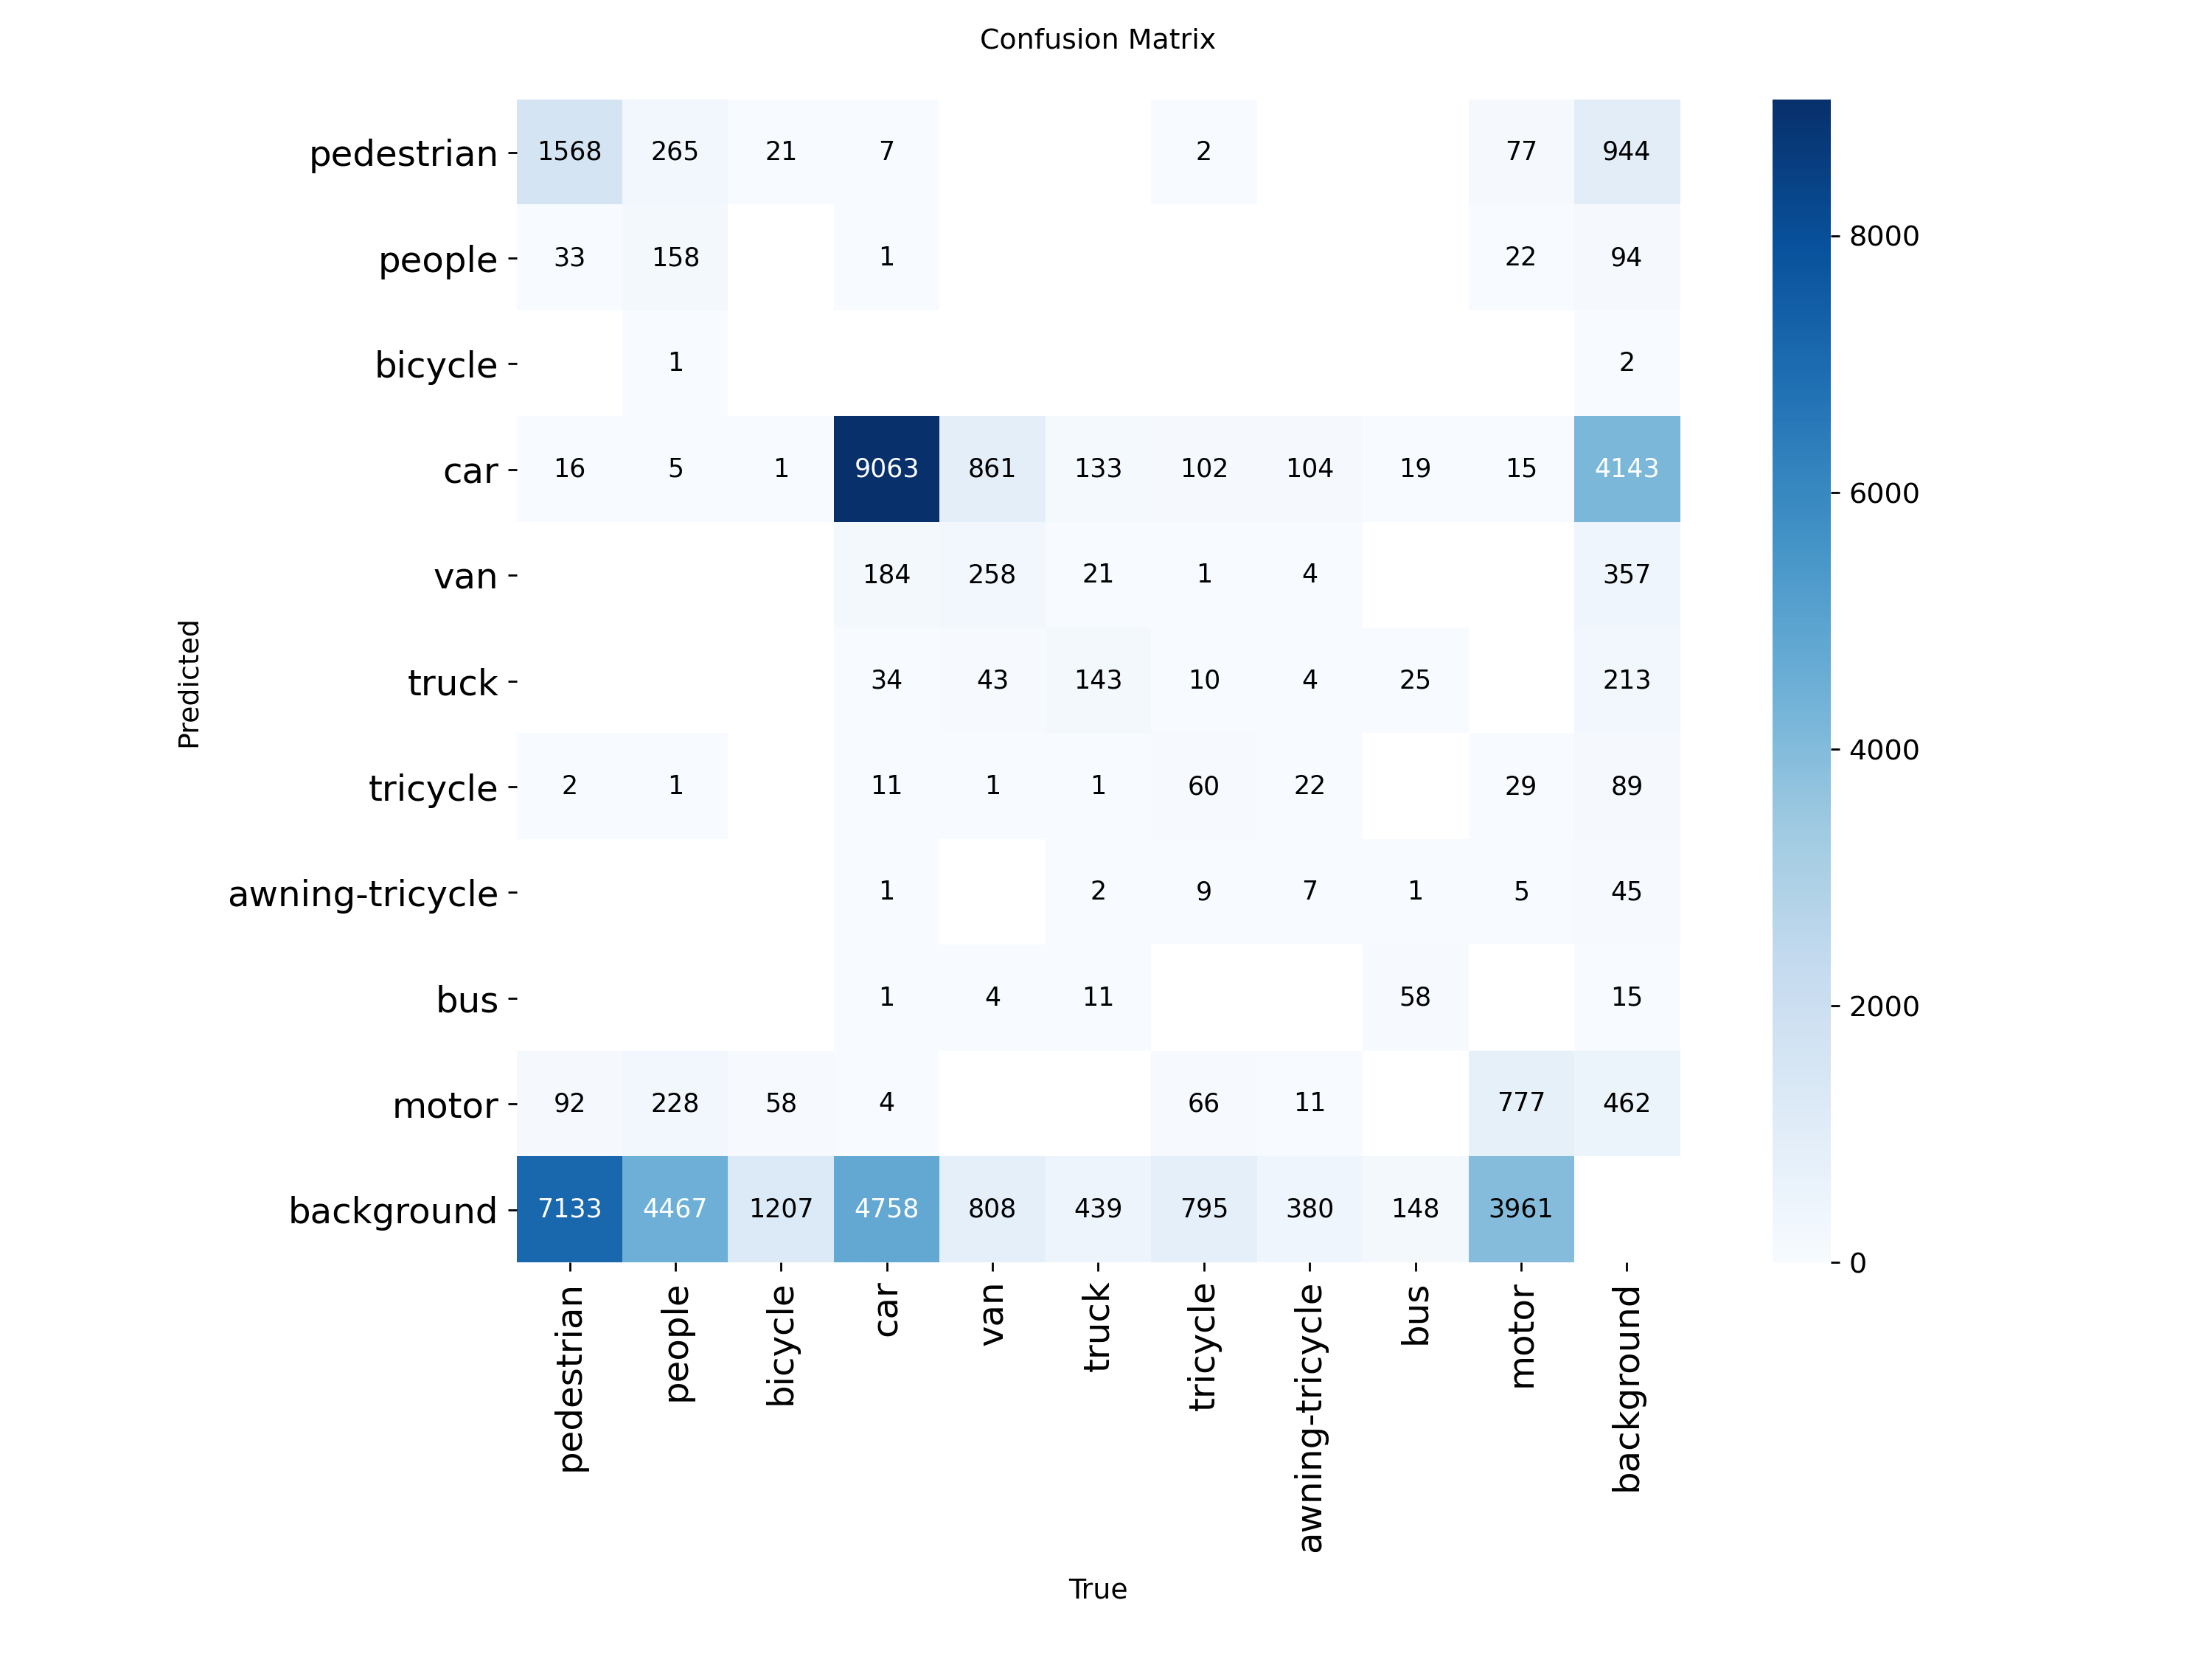 Confusion Matrix
pedestrian 1568 265 21 7 2 77 944
people 33 158 1 22 94
bicycle 1 2
car 16 5 1 9063 861 133 102 104 19 15 4143
van 184 258 21 1 4 357
truck 34 43 143 10 4 25 213
tricycle 2 1 11 1 1 60 22 29 89
awning-tricycle 1 2 9 7 1 5 45
bus 1 4 11 58 15
motor 92 228 58 4 66 11 777 462
background 7133 4467 1207 4758 808 439 795 380 148 3961
Predicted
pedestrian
people
bicycle
car
van
truck
tricycle
awning-tricycle
bus
motor
background
True
8000
6000
4000
2000
0